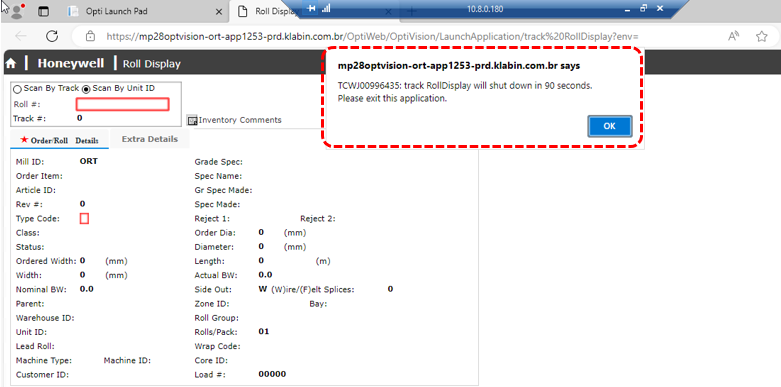 Opti Launch Pad
Roll Display
10.8.0.180
https://mp28optvision-ort-app1253-prd.klabin.com.br/OptiWeb/OptiVision/LaunchApplication/track%20RollDisplay?env=
Honeywell | Roll Display
mp28optvision-ort-app1253-prd.klabin.com.br says
TCWJ00996435: track RollDisplay will shut down in 90 seconds.
Please exit this application.
OK
Scan By Track Scan By Unit ID
Roll #:
Track #: 0
Inventory Comments
Order/Roll Details
Extra Details
Mill ID: ORT
Order Item:
Article ID:
Rev #: 0
Type Code:
Class:
Status:
Ordered Width: 0 (mm)
Width: 0 (mm)
Nominal BW: 0.0
Parent:
Warehouse ID:
Unit ID:
Lead Roll:
Machine Type: Machine ID:
Customer ID:
Grade Spec:
Spec Name:
Gr Spec Made:
Spec Made:
Reject 1: Reject 2:
Order Dia: 0 (mm)
Diameter: 0 (mm)
Length: 0 (m)
Actual BW: 0.0
Side Out: W (W)ire/(F)elt Splices: 0
Zone ID: Bay:
Roll Group:
Rolls/Pack: 01
Wrap Code:
Core ID:
Load #: 00000